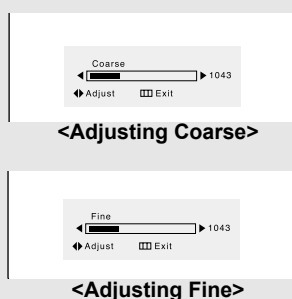 Coarse
1043
Adjust Exit
<Adjusting Coarse>
Fine
1043
Adjust Exit
<Adjusting Fine>